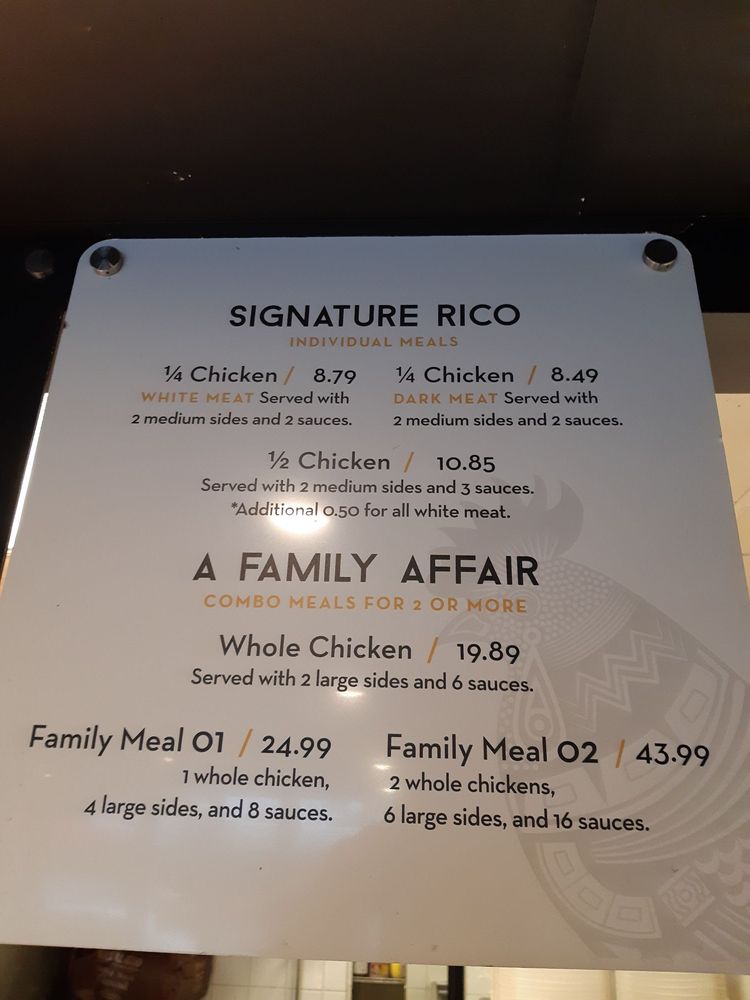 SIGNATURE RICO
INDIVIDUAL MEALS
¼ Chicken / 8.79
WHITE MEAT Served with
2 medium sides and 2 sauces.
¼ Chicken / 8.49
DARK MEAT Served with
2 medium sides and 2 sauces.
½ Chicken / 10.85
Served with 2 medium sides and 3 sauces.
*Additional 0.50 for all white meat.
A FAMILY AFFAIR
COMBO MEALS FOR 2 OR MORE
Whole Chicken / 19.89
Served with 2 large sides and 6 sauces.
Family Meal 01 / 24.99
1 whole chicken,
4 large sides, and 8 sauces.
Family Meal 02 / 43.99
2 whole chickens,
6 large sides, and 16 sauces.